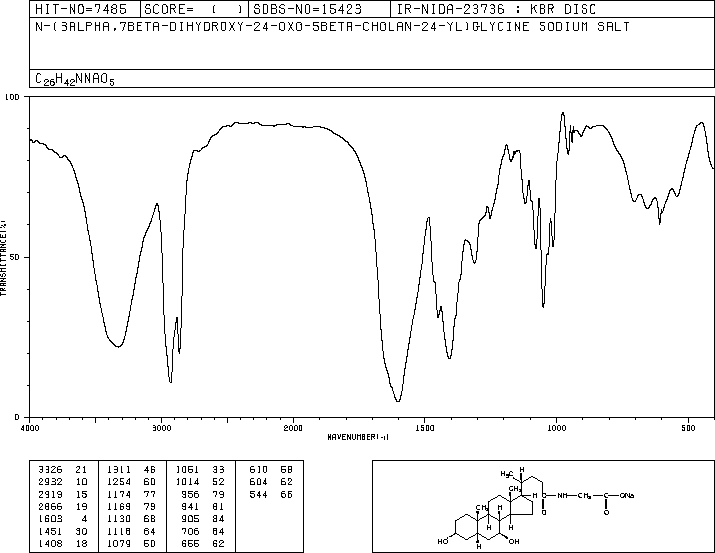 HIT-NO=7485 SCORE= ( ) SDBS-NO=15423 IR-NIDA-23736 : KBR DISC
N-(3ALPHA,7BETA-DIHYDROXY-24-OXO-5BETA-CHOLAN-24-YL)GLYCINE SODIUM SALT
C26H42NNAO5
100
50
0
TRANSMITTANCE(%)
4000 3000 2000 1500 1000 500
WAVENUMBER(-1)
3326 21 1311 46 1051 33 610 58
2932 10 1254 60 1014 52 604 62
2919 15 1174 77 956 79 544 66
2866 19 1169 79 941 81
1603 4 1130 68 905 84
1451 30 1118 64 706 64
1408 18 1079 50 655 62
H3C H
CH3 NH-CH2 ONa
CH3 H O O
H H
HO H OH